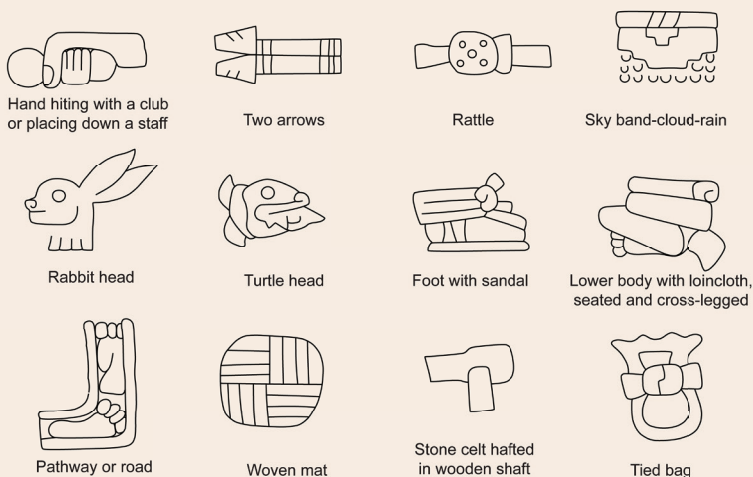 Hand hiting with a club
or placing down a staff
Two arrows
Rattle
Sky band-cloud-rain
Rabbit head
Turtle head
Foot with sandal
Lower body with loincloth,
seated and cross-legged
Pathway or road
Woven mat
Stone celt hafted
in wooden shaft
Tied bag